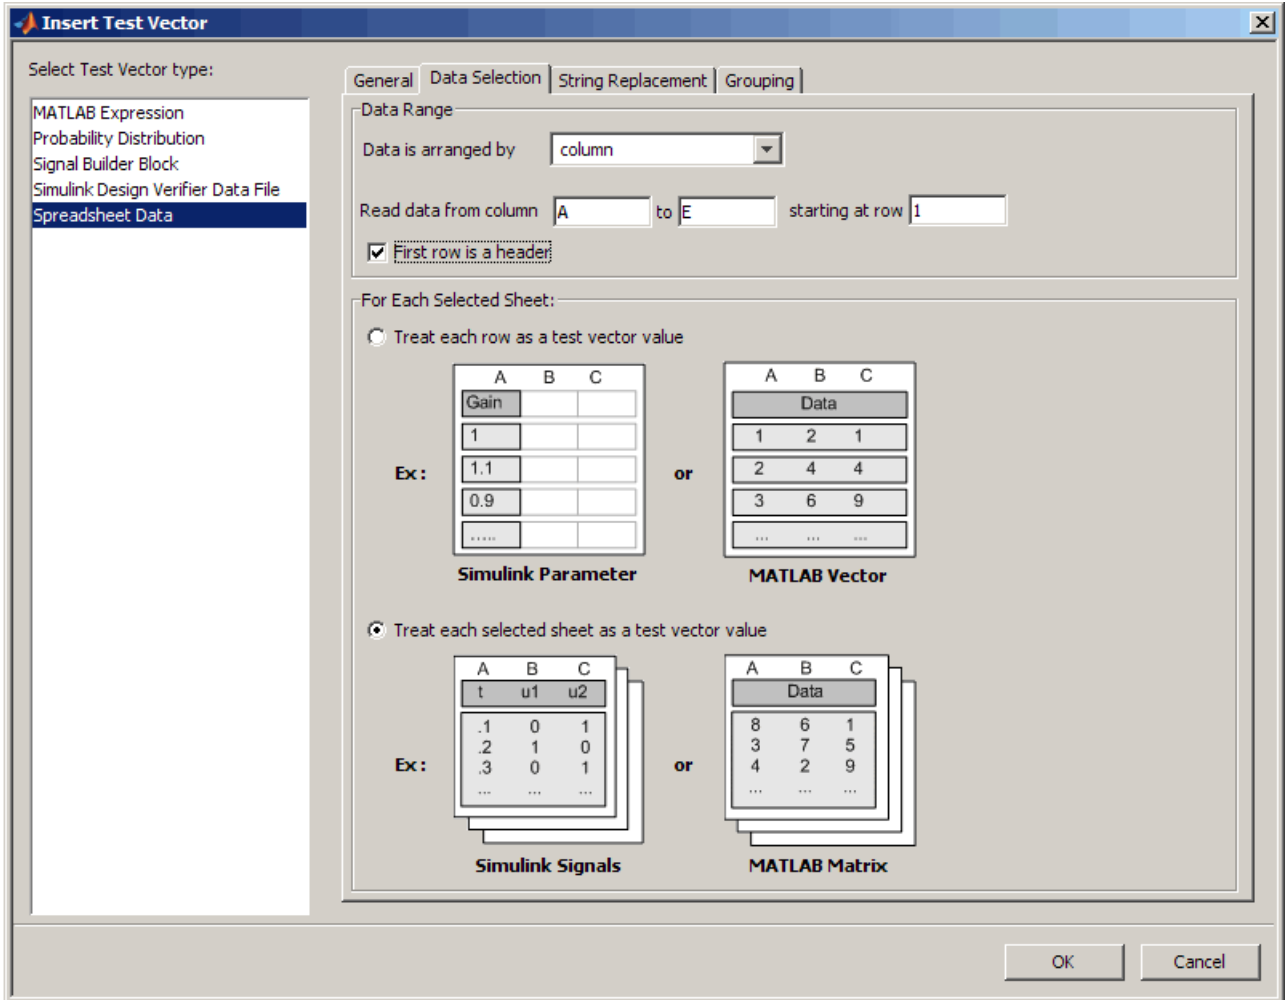 Insert Test Vector
Select Test Vector type:
MATLAB Expression
Probability Distribution
Signal Builder Block
Simulink Design Verifier Data File
Spreadsheet Data
General Data Selection String Replacement Grouping
Data Range
Data is arranged by column
Read data from column A to E starting at row 1
First row is a header
For Each Selected Sheet:
Treat each row as a test vector value
A B C
Gain
1
1.1
0.9
.....
Ex:
Simulink Parameter
or
A B C
Data
1 2 1
2 4 4
3 6 9
... ... ...
MATLAB Vector
Treat each selected sheet as a test vector value
A B C
t u1 u2
.1 0 1
.2 1 0
.3 0 1
... ... ...
Ex:
Simulink Signals
or
A B C
Data
8 6 1
3 7 5
4 2 9
... ... ...
MATLAB Matrix
OK Cancel